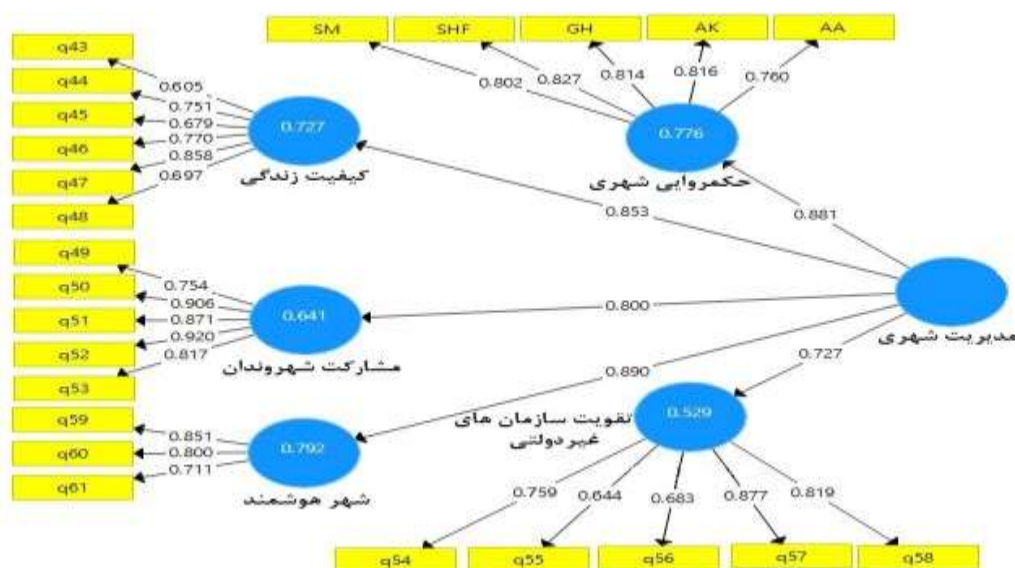 SM SHF GH AK AA
q43
q44
q45
q46
q47
q48
0.605
0.751
0.679
0.770
0.858
0.697
0.727
کیفیت زندگی
0.802 0.827 0.814 0.816 0.760
0.776
حکمروایی شهری
0.853
0.881
q49
q50
q51
q52
q53
0.754
0.906
0.871
0.920
0.817
0.641
مشارکت شهروندان
0.800
مدیریت شهری
0.890
0.727
q59
q60
q61
0.851
0.800
0.711
0.792
شهر هوشمند
تقویت سازمان های
غیردولتی
0.529
0.759 0.644 0.683 0.877 0.819
q54 q55 q56 q57 q58